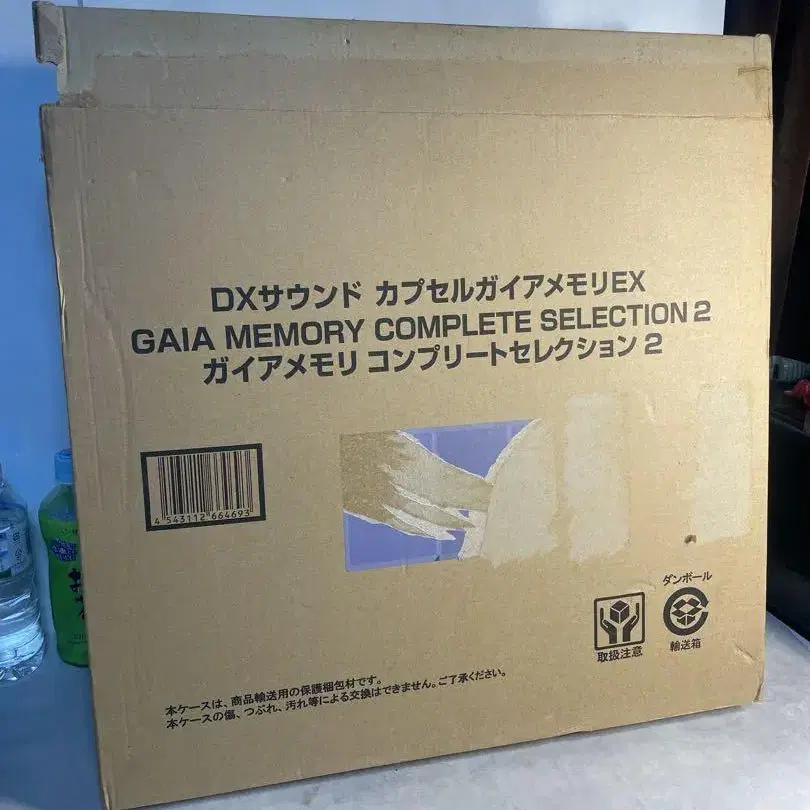 DXサウンド カプセルガイアメモリEX
GAIA MEMORY COMPLETE SELECTION 2
ガイアメモリ コンプリートセレクション 2
4 543112 664693
ダンボール
取扱注意
輸送箱
本ケースは、商品輸送用の保護梱包材です。
本ケースの傷、つぶれ、汚れ等による交換はできません。ご了承ください。